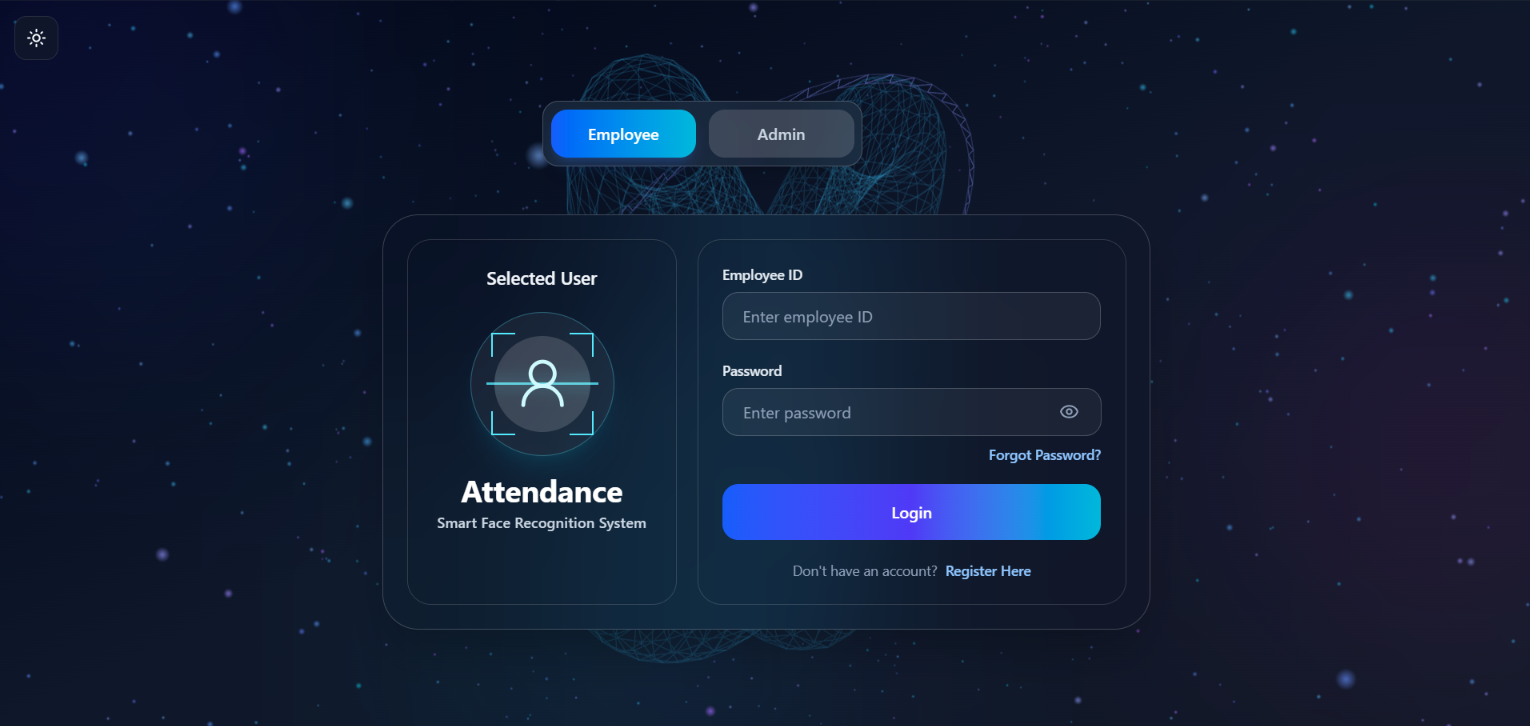 Employee
Admin
Selected User
Attendance
Smart Face Recognition System
Employee ID
Enter employee ID
Password
Enter password
Forgot Password?
Login
Don't have an account? Register Here